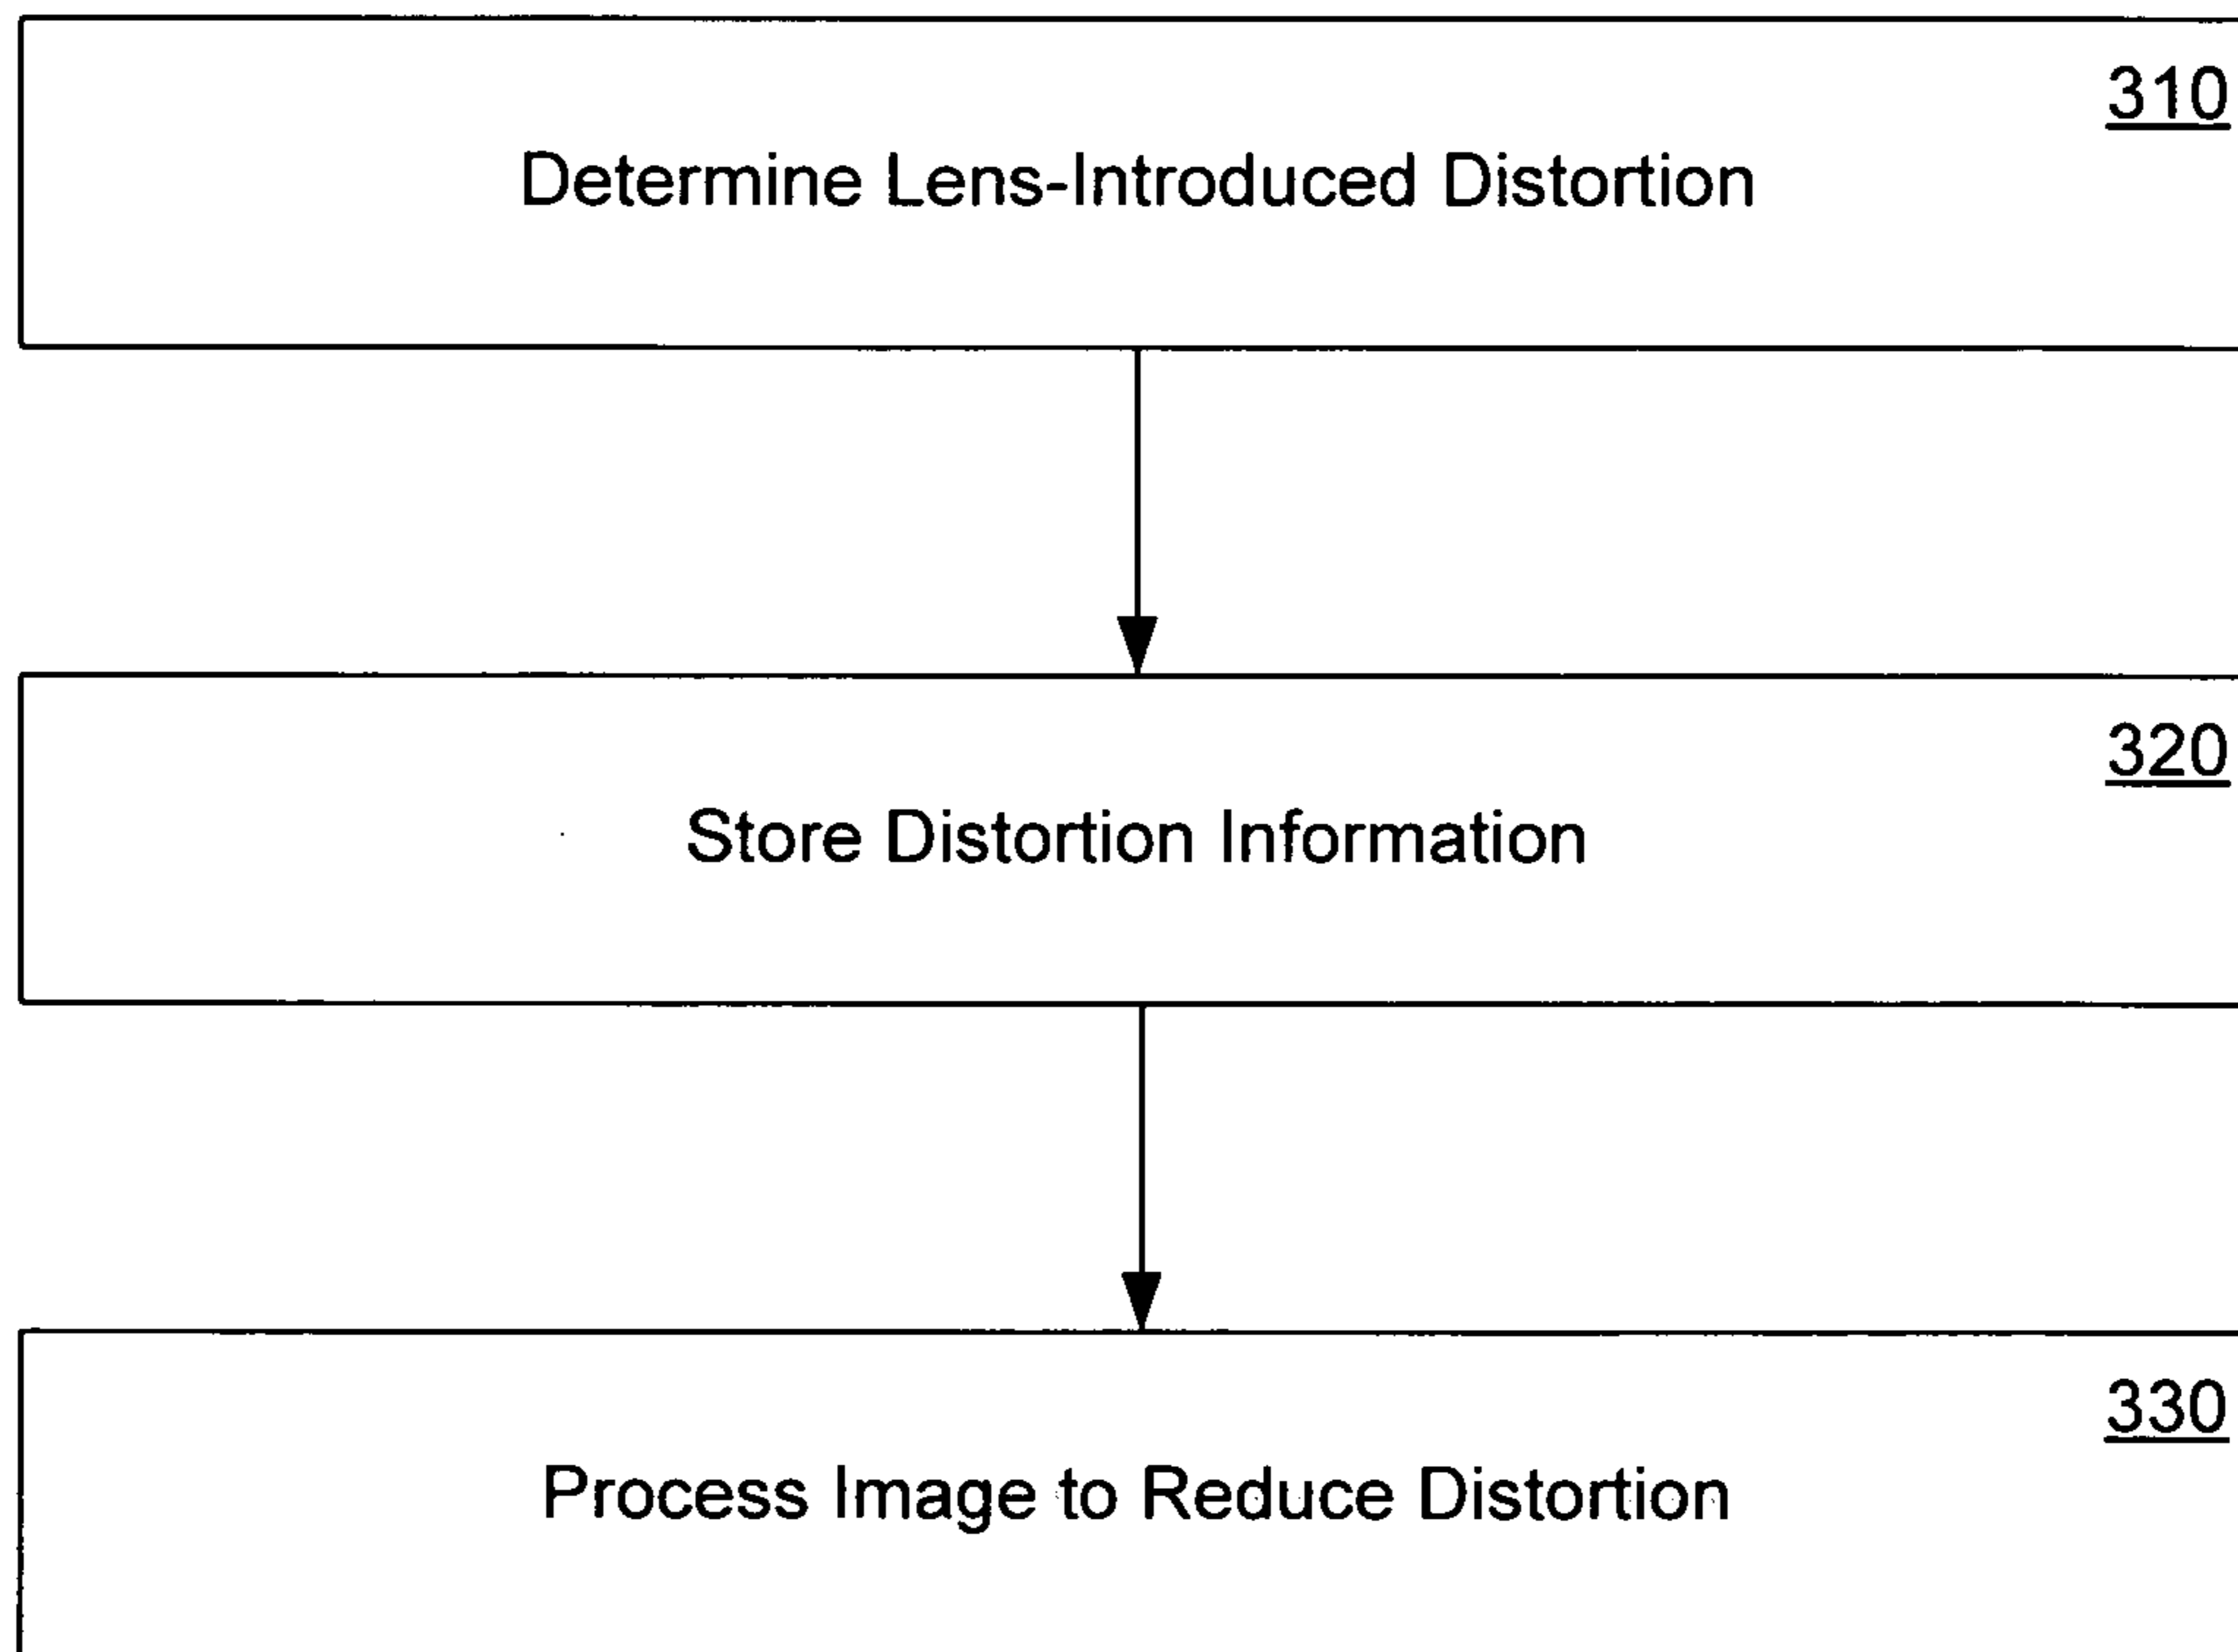 310
Determine Lens-Introduced Distortion
320
Store Distortion Information
330
Process Image to Reduce Distortion